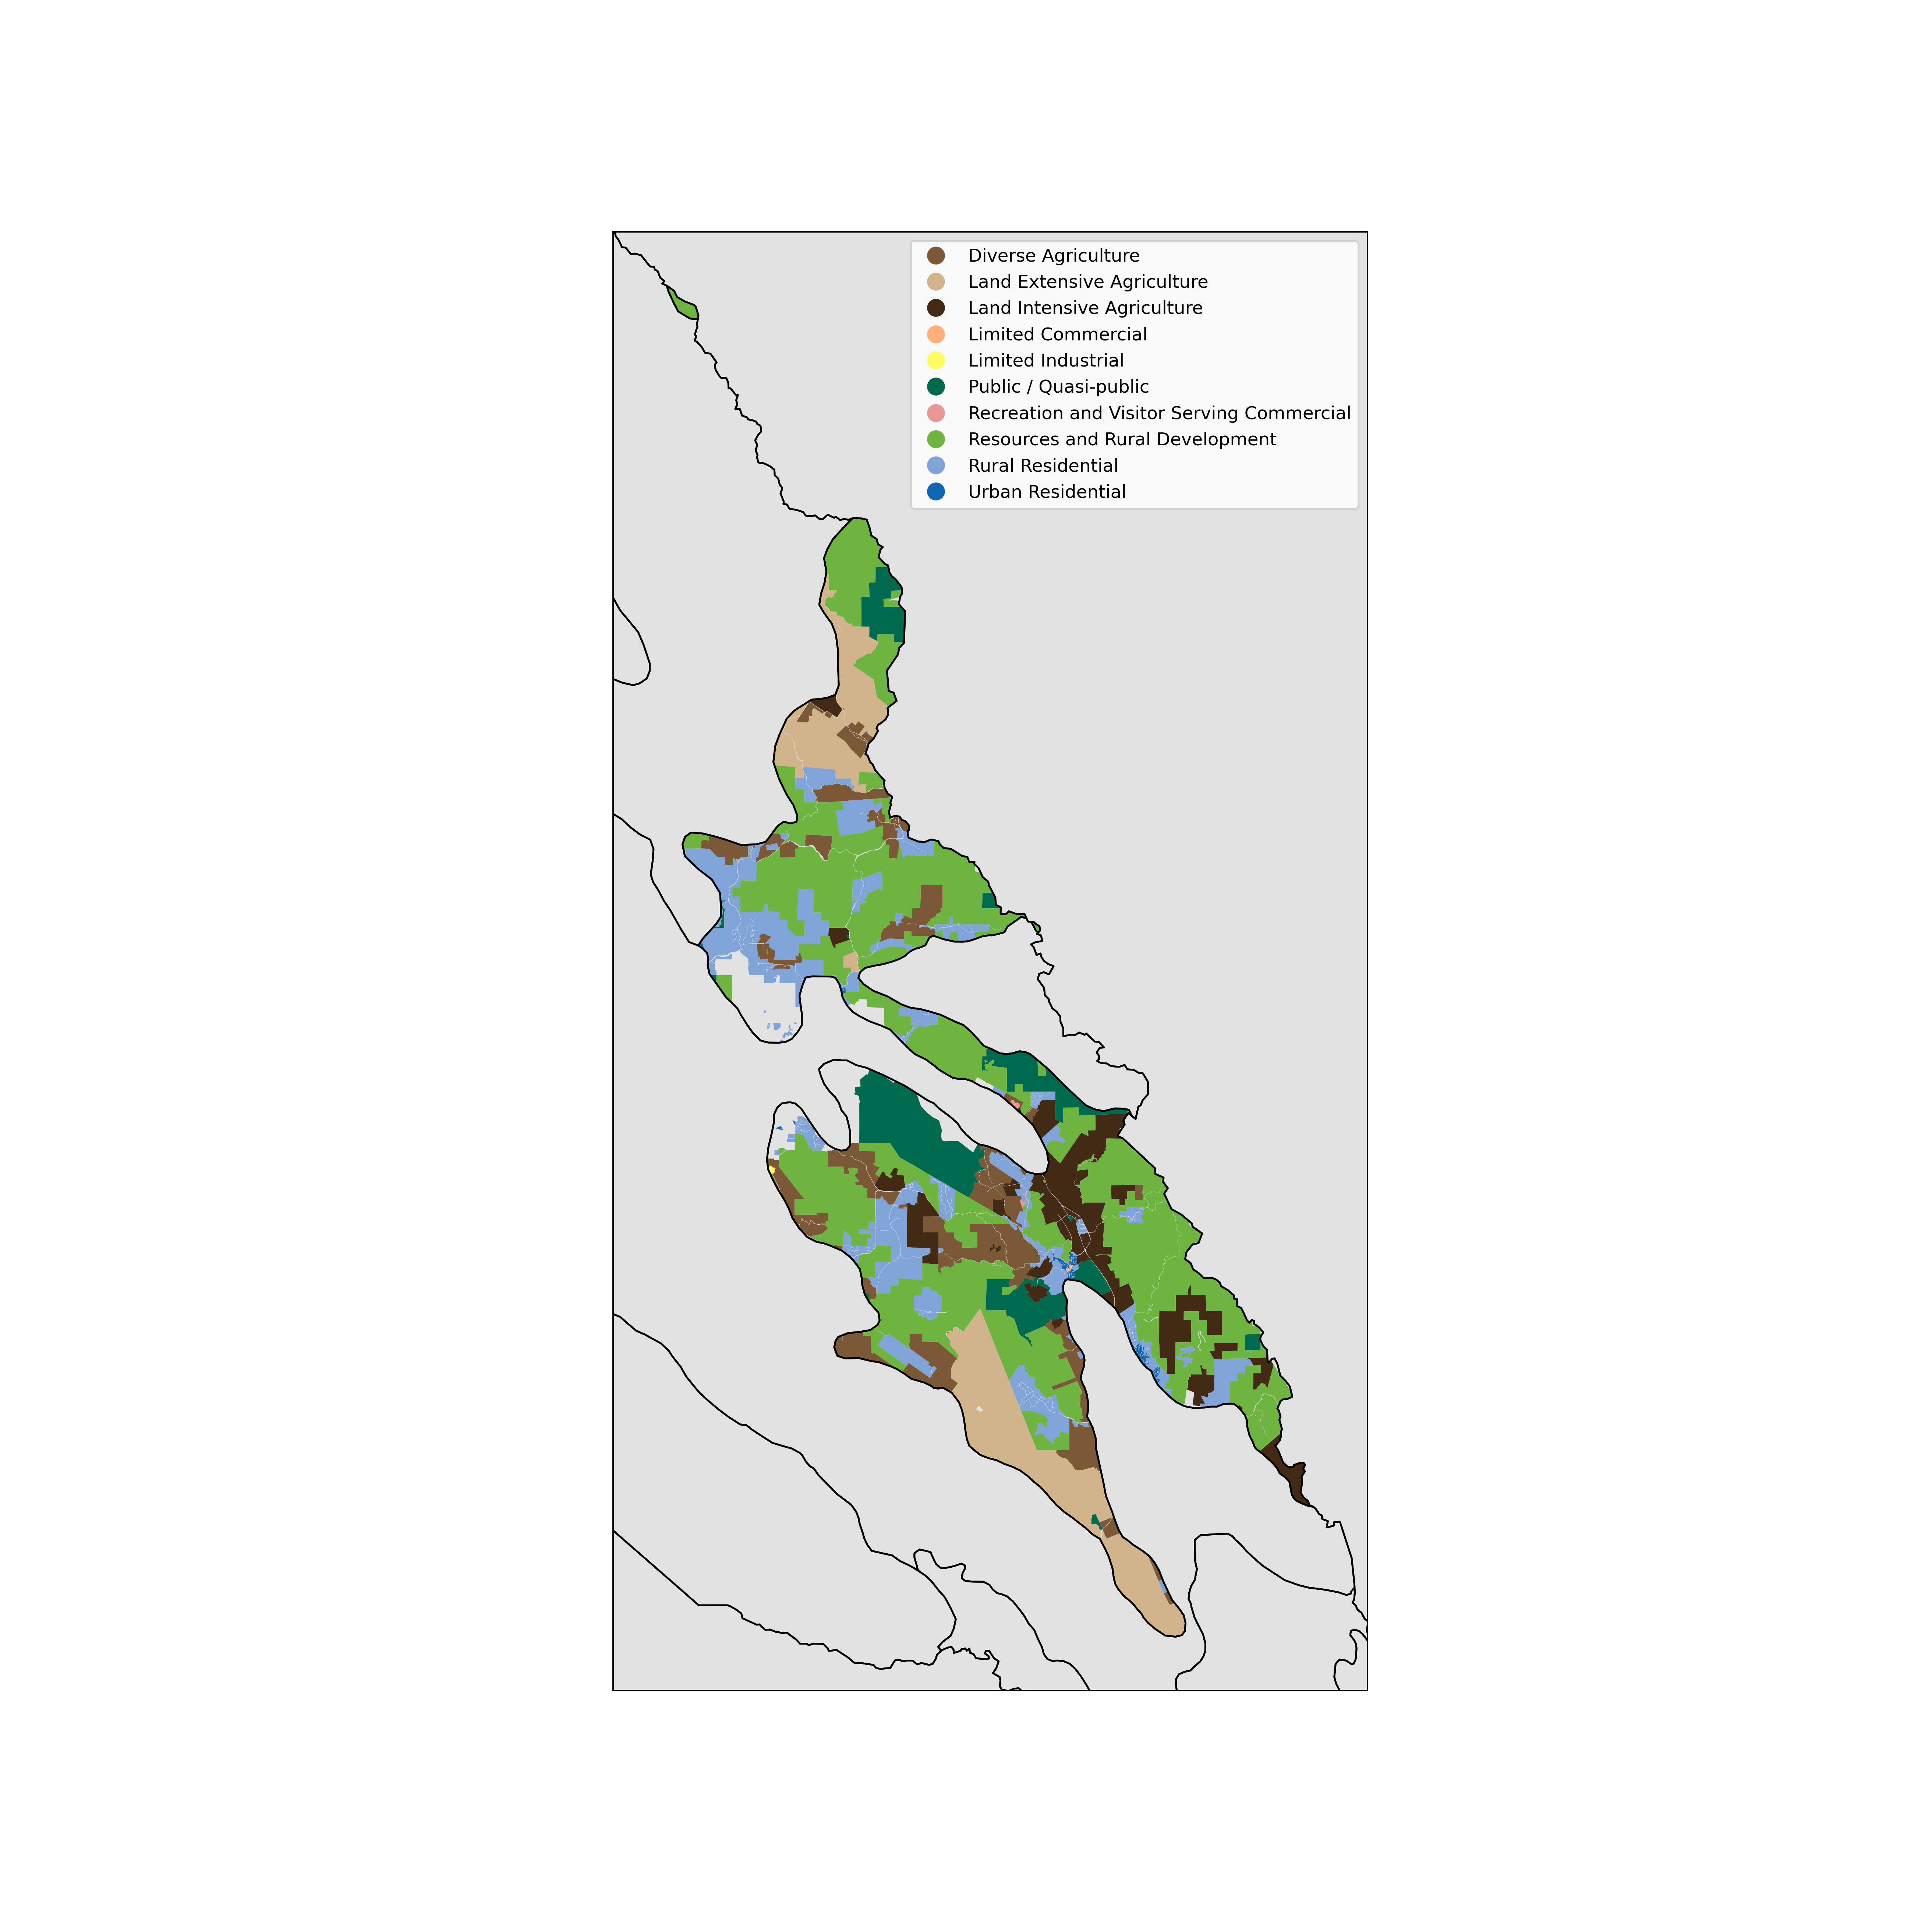 Diverse Agriculture
Land Extensive Agriculture
Land Intensive Agriculture
Limited Commercial
Limited Industrial
Public / Quasi-public
Recreation and Visitor Serving Commercial
Resources and Rural Development
Rural Residential
Urban Residential